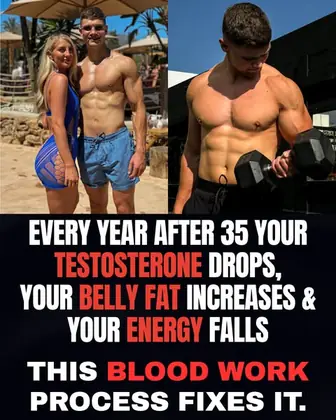 EVERY YEAR AFTER 35 YOUR
TESTOSTERONE DROPS,
YOUR BELLY FAT INCREASES &
YOUR ENERGY FALLS
THIS BLOOD WORK
PROCESS FIXES IT.